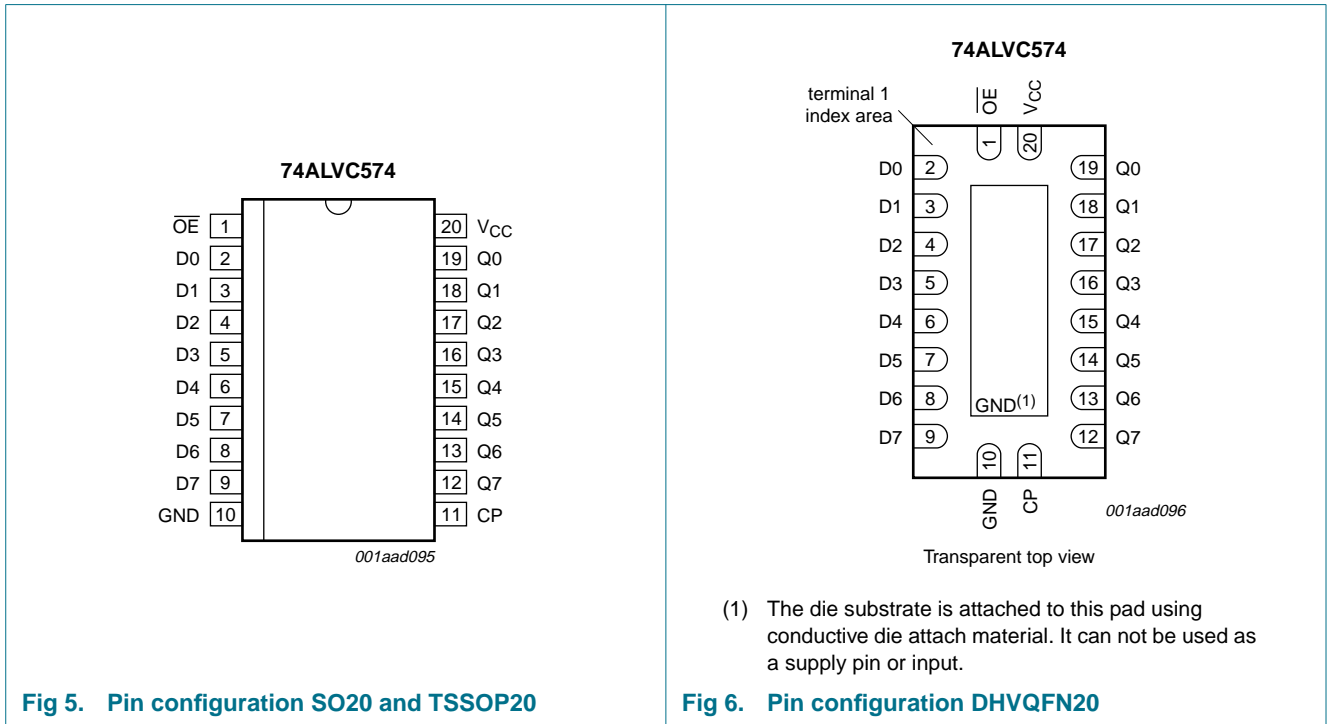 74ALVC574
OE 1 20 VCC
D0 2 19 Q0
D1 3 18 Q1
D2 4 17 Q2
D3 5 16 Q3
D4 6 15 Q4
D5 7 14 Q5
D6 8 13 Q6
D7 9 12 Q7
GND 10 11 CP
001aad095
Fig 5. Pin configuration SO20 and TSSOP20
74ALVC574
terminal 1
index area
OE VCC
1 20
D0 2 19 Q0
D1 3 18 Q1
D2 4 17 Q2
D3 5 16 Q3
D4 6 15 Q4
D5 7 14 Q5
D6 8 GND(1) 13 Q6
D7 9 12 Q7
10 11
GND CP
001aad096
Transparent top view
(1) The die substrate is attached to this pad using
conductive die attach material. It can not be used as
a supply pin or input.
Fig 6. Pin configuration DHVQFN20